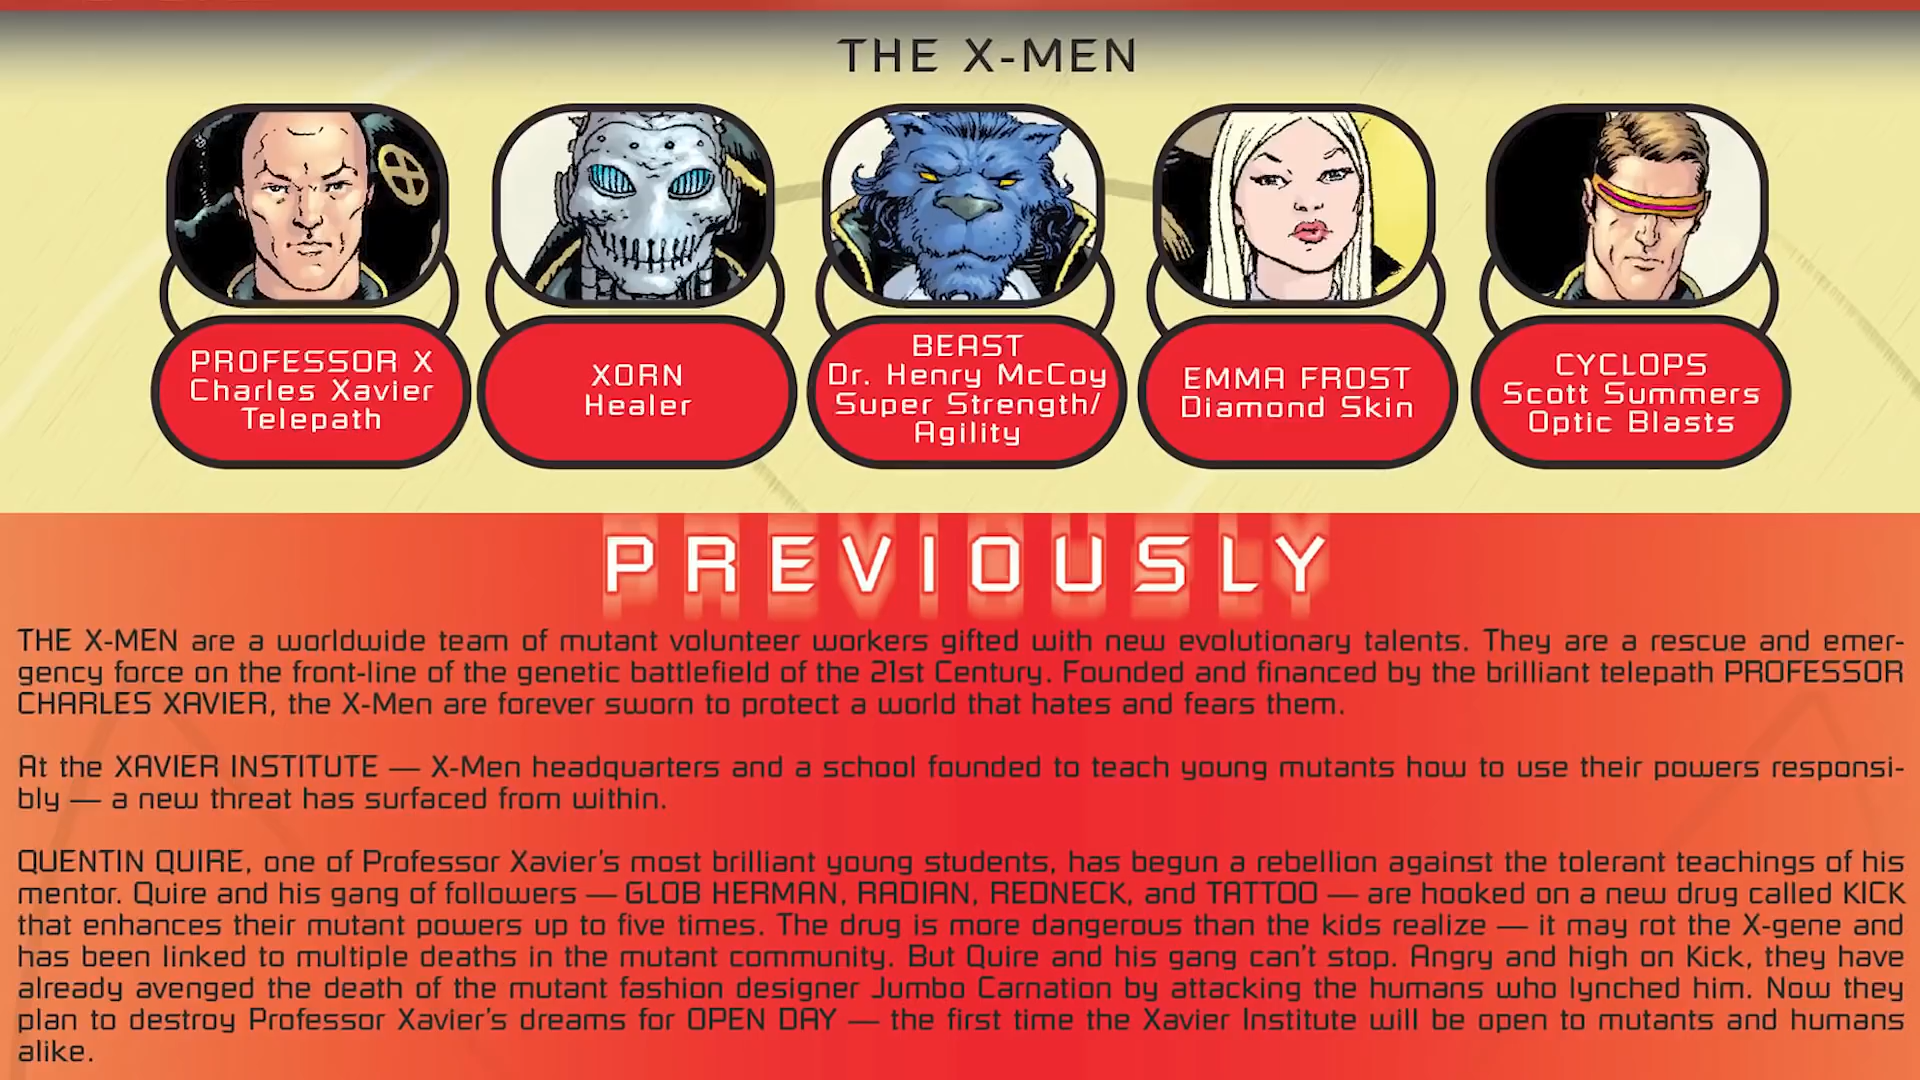 THE X-MEN
PROFESSOR X
Charles Xavier
Telepath
XORN
Healer
BEAST
Dr. Henry McCoy
Super Strength/
Agility
EMMA FROST
Diamond Skin
CYCLOPS
Scott Summers
Optic Blasts
PREVIOUSLY
THE X-MEN are a worldwide team of mutant volunteer workers gifted with new evolutionary talents. They are a rescue and emer-
gency force on the front-line of the genetic battlefield of the 21st Century. Founded and financed by the brilliant telepath PROFESSOR
CHARLES XAVIER, the X-Men are forever sworn to protect a world that hates and fears them.
At the XAVIER INSTITUTE — X-Men headquarters and a school founded to teach young mutants how to use their powers responsi-
bly — a new threat has surfaced from within.
QUENTIN QUIRE, one of Professor Xavier's most brilliant young students, has begun a rebellion against the tolerant teachings of his
mentor. Quire and his gang of followers — GLOB HERMAN, RADIAN, REDNECK, and TATTOO — are hooked on a new drug called KICK
that enhances their mutant powers up to five times. The drug is more dangerous than the kids realize — it may rot the X-gene and
has been linked to multiple deaths in the mutant community. But Quire and his gang can't stop. Angry and high on Kick, they have
already avenged the death of the mutant fashion designer Jumbo Carnation by attacking the humans who lynched him. Now they
plan to destroy Professor Xavier's dreams for OPEN DAY — the first time the Xavier Institute will be open to mutants and humans
alike.